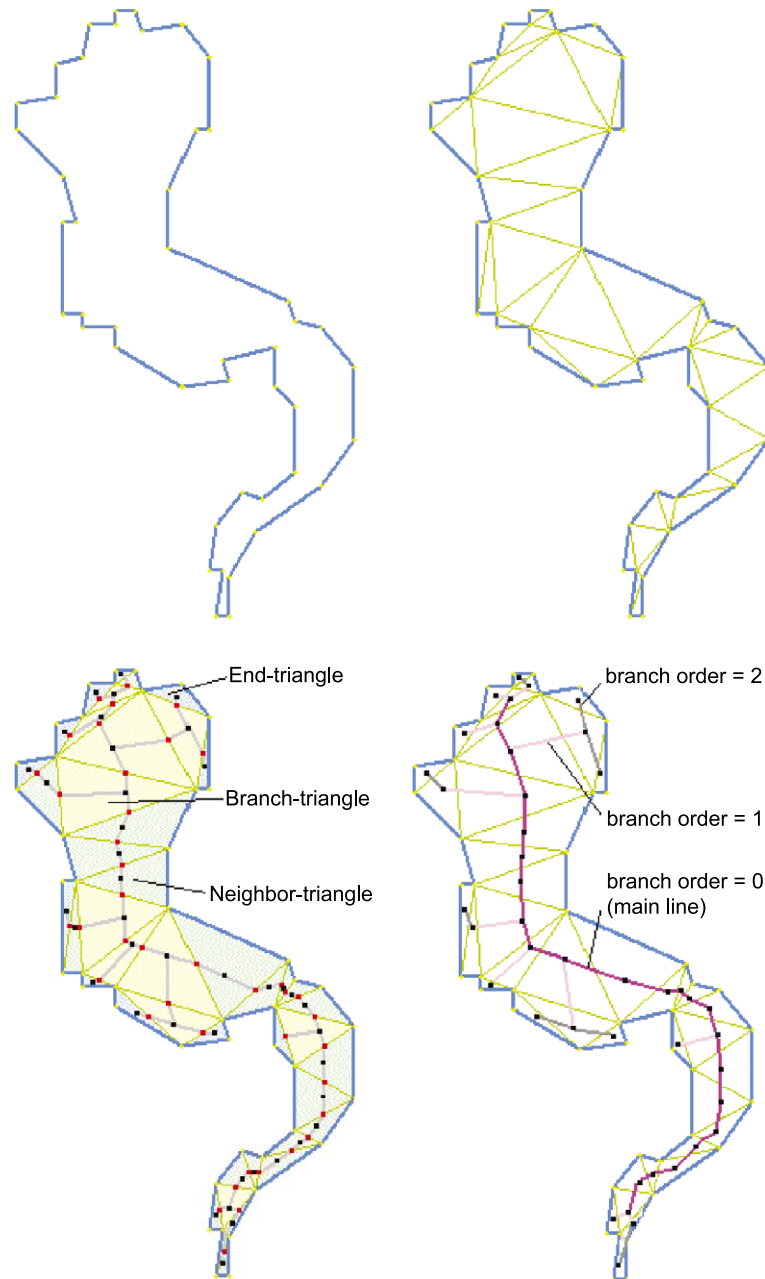 End-triangle
Branch-triangle
Neighbor-triangle
branch order = 2
branch order = 1
branch order = 0
(main line)